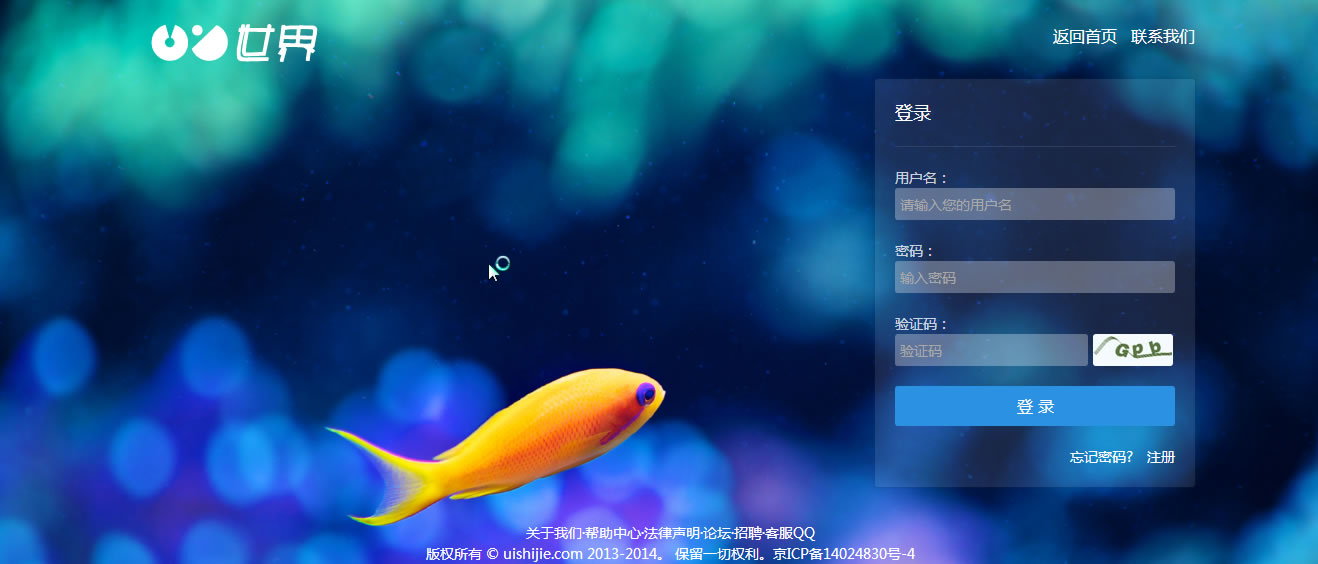 世界
返回首页 联系我们
登录
用户名：
请输入您的用户名
密码：
输入密码
验证码：
验证码
登 录
忘记密码? 注册
关于我们·帮助中心·法律声明·论坛·招聘·客服QQ
版权所有 © uishijie.com 2013-2014。 保留一切权利。京ICP备14024830号-4